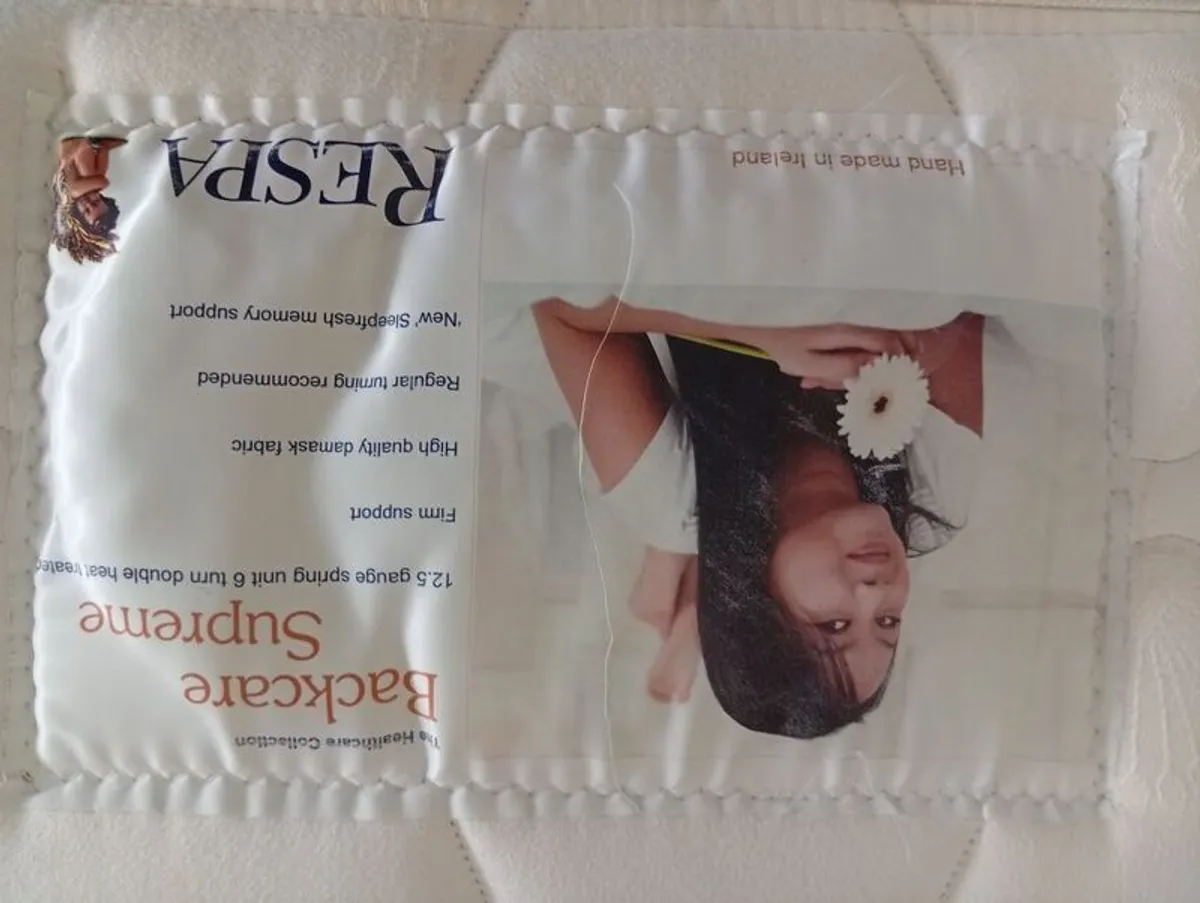 The Healthcare Collection
Backcare
Supreme
12.5 gauge spring unit 6 turn double heat treated
Firm support
High quality damask fabric
Regular turning recommended
'New' Sleepfresh memory support
RESPA
Hand made in Ireland